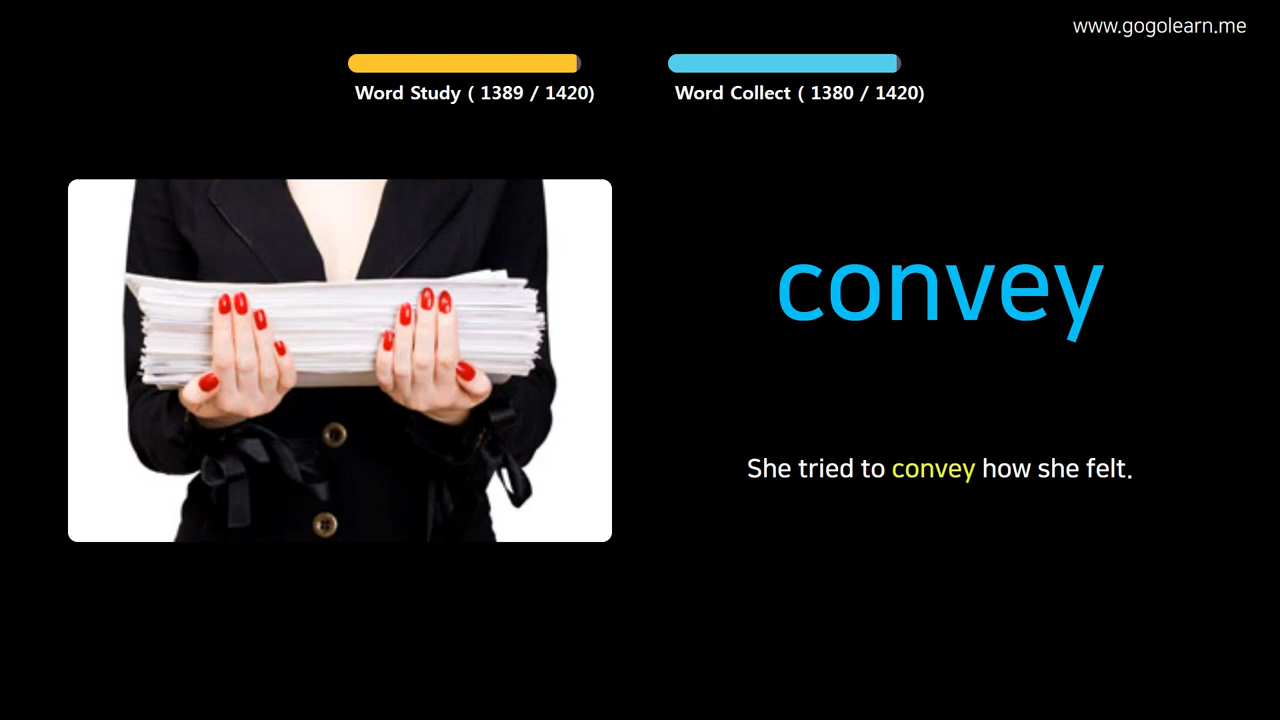 www.gogolearn.me
Word Study ( 1389 / 1420)
Word Collect ( 1380 / 1420)
convey
She tried to convey how she felt.